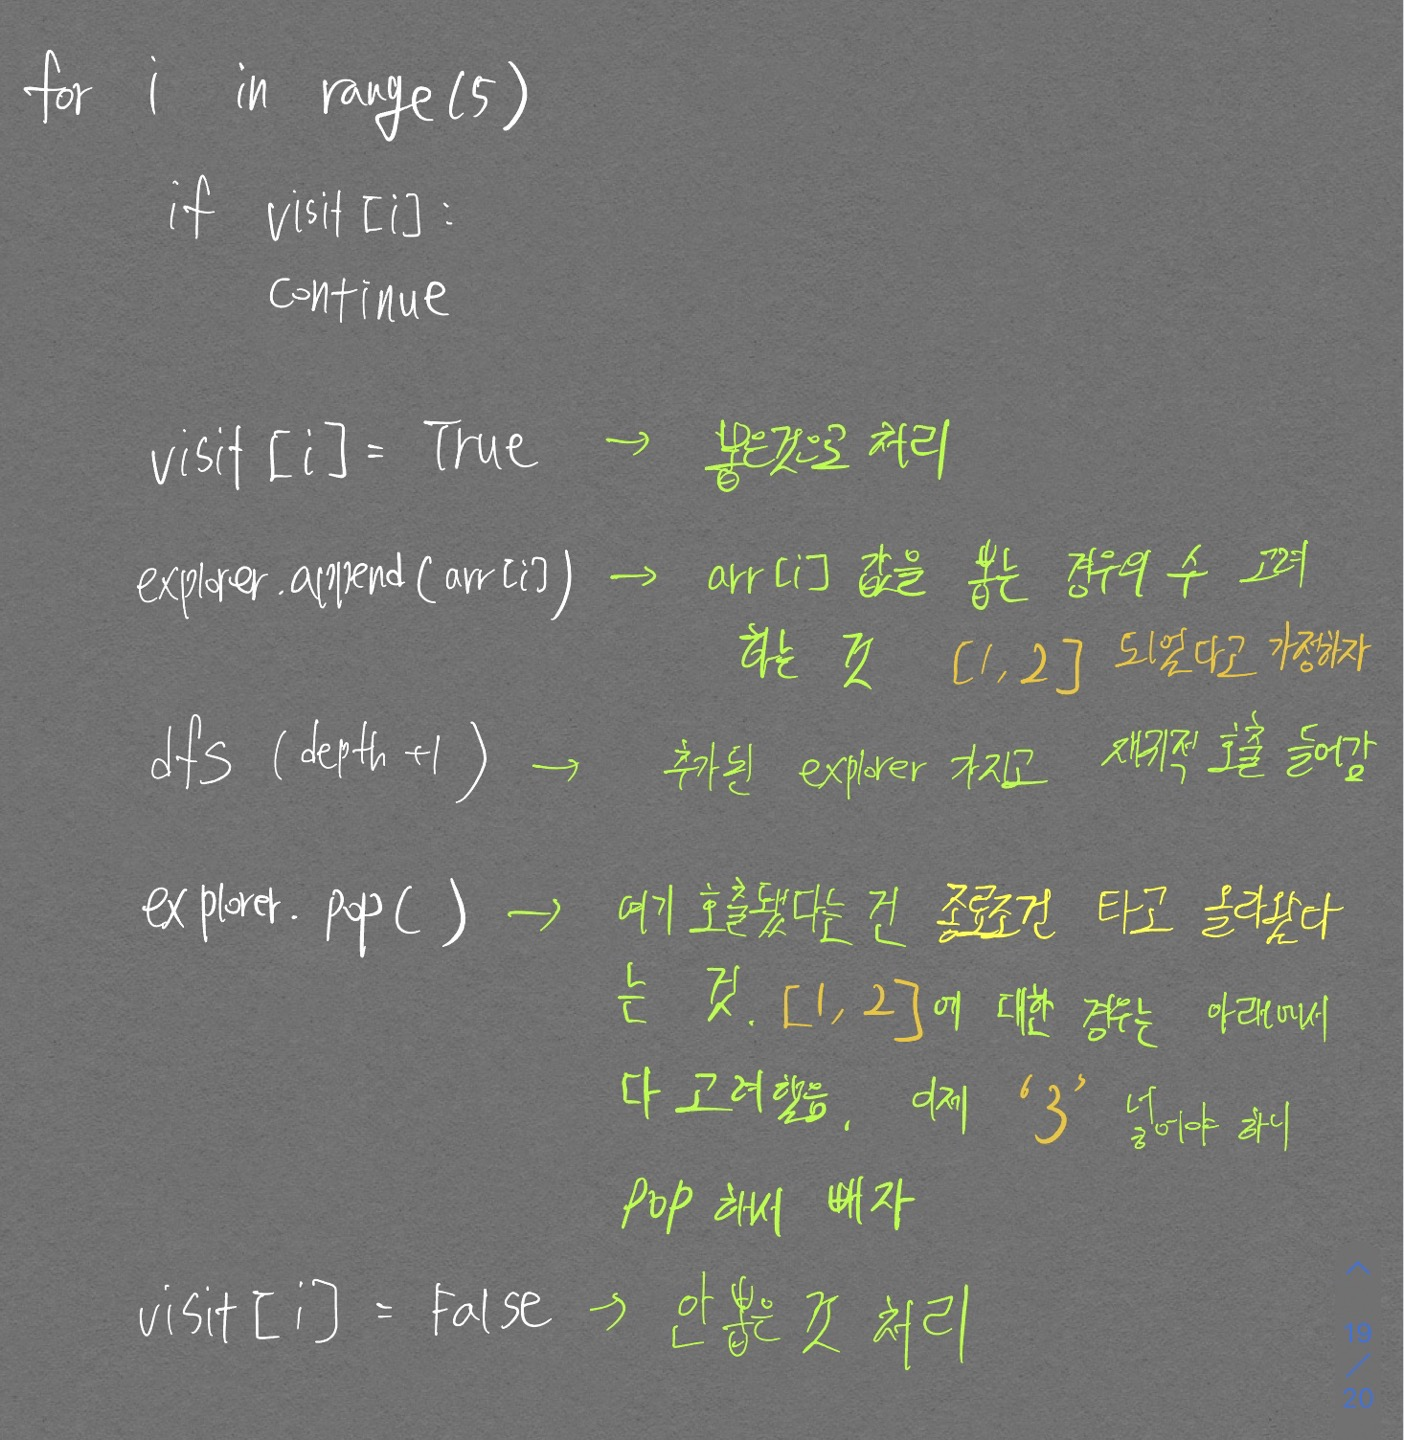 for i in range(5)
if visit[i]:
continue
visit[i] = True → 뽑은것으로 처리
explorer.append(arr[i]) → arr[i] 값을 뽑는 경우의 수 고려
하는 것 [1,2] 되었다고 가정하자
dfs (depth+1) → 추가된 explorer 가지고 재귀적 호출 들어감
explorer.pop() → 여기 호출됐다는 건 종료조건 타고 올라왔다
는 것. [1,2]에 대한 경우는 아래에서
다 고려했음. 이제 '3' 넣어야 하니
pop 해서 빼자
visit[i] = False → 안 뽑은 것 처리
19
/
20